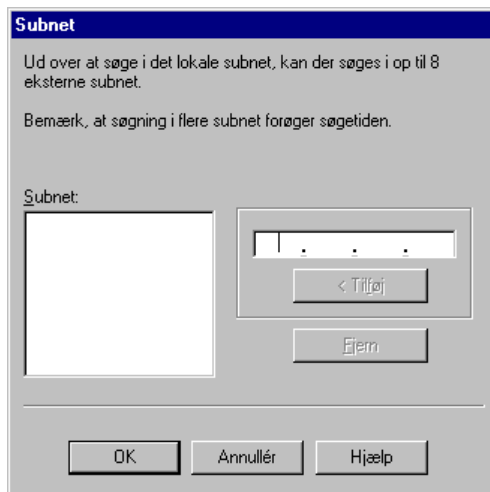 Subnet
Ud over at søge i det lokale subnet, kan der søges i op til 8
eksterne subnet.
Bemærk, at søgning i flere subnet forøger søgetiden.
Subnet:
. . .
< Tilføj
Fjern
OK
Annullér
Hjælp